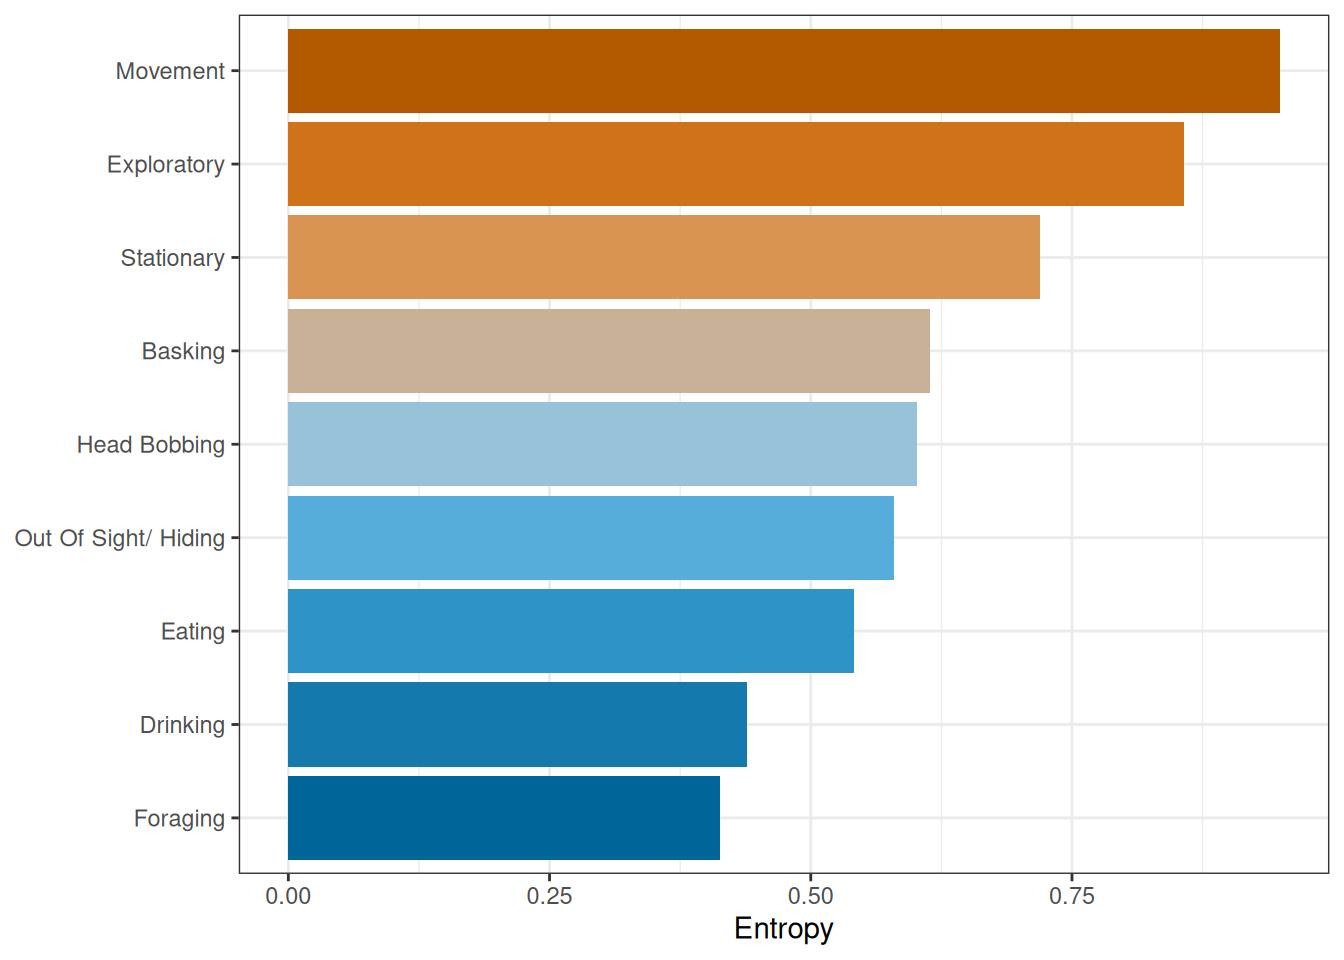 Movement
Exploratory
Stationary
Basking
Head Bobbing
Out Of Sight/ Hiding
Eating
Drinking
Foraging
0.00 0.25 0.50 0.75
Entropy